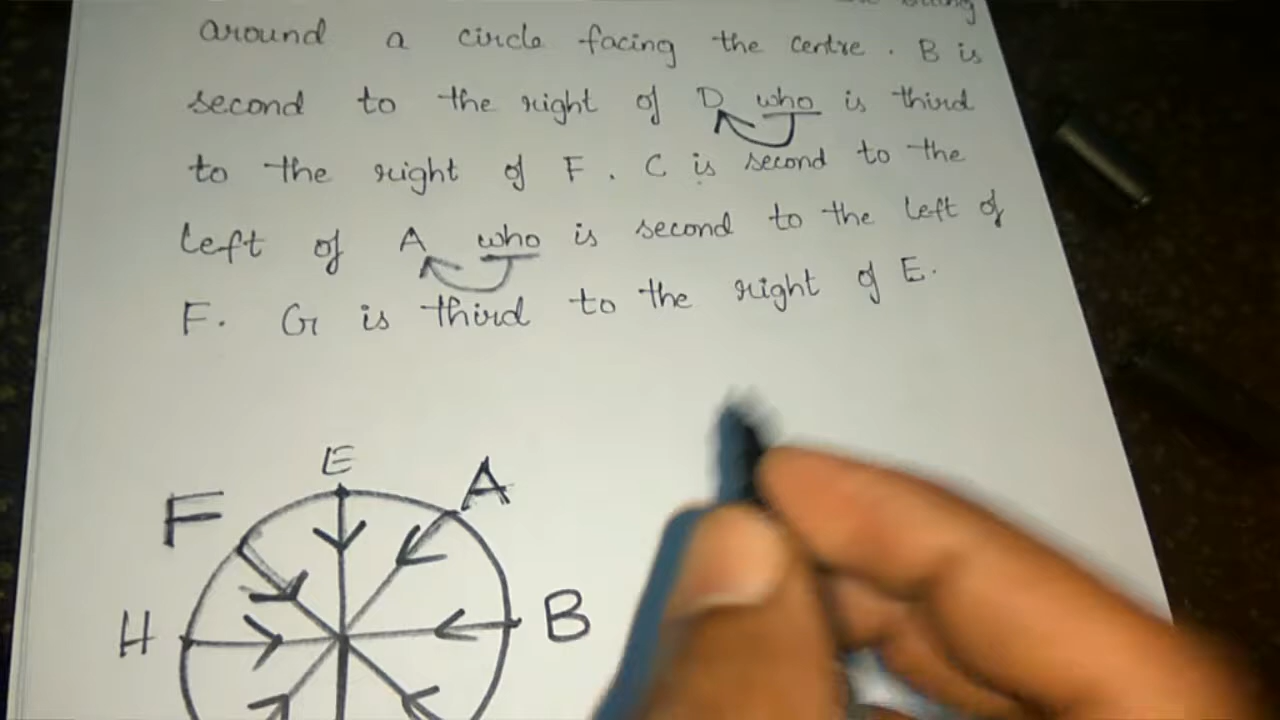 around a circle facing the centre. B is
second to the right of D who is third
to the right of F. C is second to the
left of A who is second to the left of
F. G is third to the right of E.
E
A
F
H
B